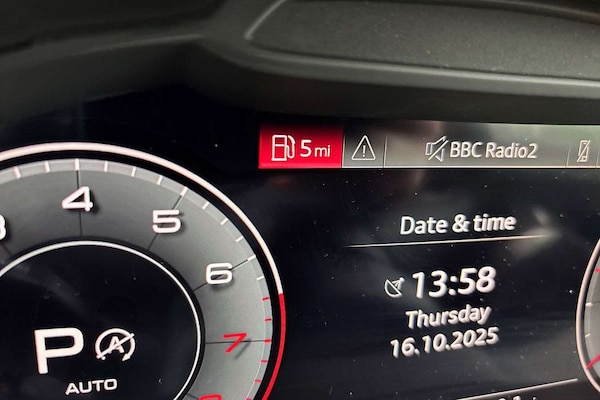 5 mi
BBC Radio2
Date & time
13:58
Thursday
16.10.2025
4
5
6
7
P
A
AUTO